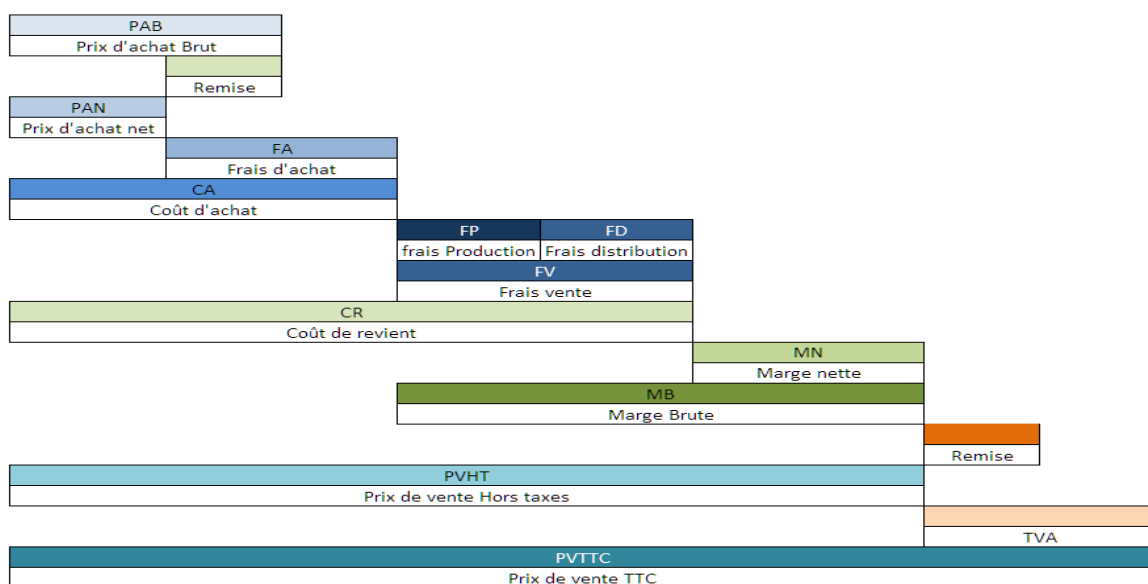 PAB
Prix d'achat Brut
Remise
PAN
Prix d'achat net
FA
Frais d'achat
CA
Coût d'achat
FP FD
frais Production Frais distribution
FV
Frais vente
CR
Coût de revient
MN
Marge nette
MB
Marge Brute
Remise
PVHT
Prix de vente Hors taxes
TVA
PVTTC
Prix de vente TTC